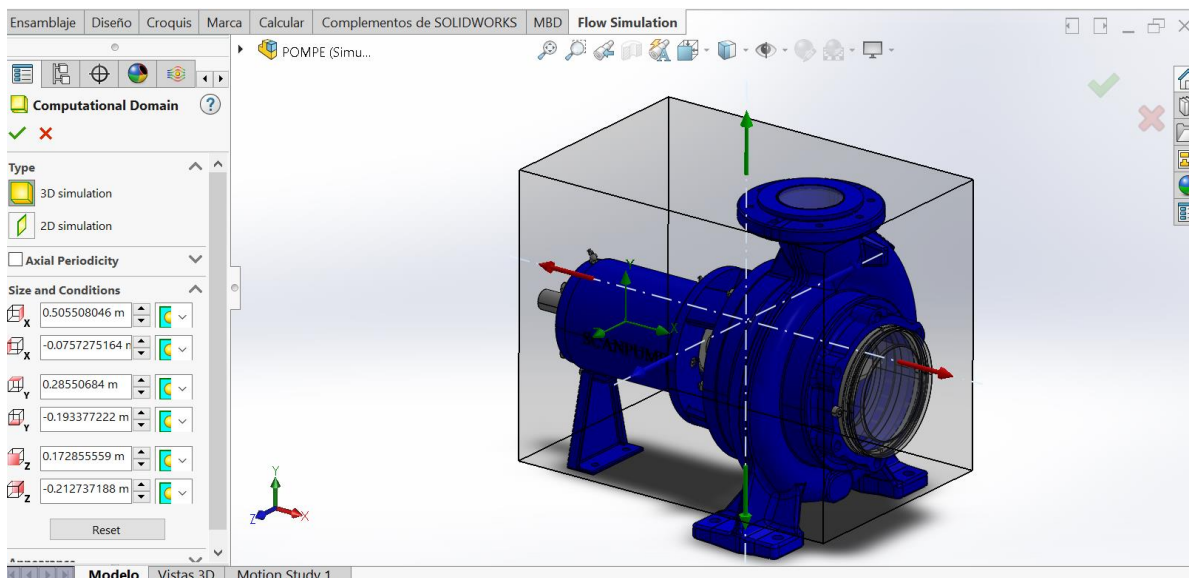 Ensamblaje Diseño Croquis Marca Calcular Complementos de SOLIDWORKS MBD Flow Simulation
POMPE (Simu...
Computational Domain ?
Type
3D simulation
2D simulation
Axial Periodicity
Size and Conditions
X 0.505508046 m
X -0.0757275164 m
Y 0.28550684 m
Y -0.193377222 m
Z 0.172855559 m
Z -0.212737188 m
Reset
Y
X
Z
SCANPUMP
Y
X
Z
Modelo Vistas 3D Motion Study 1